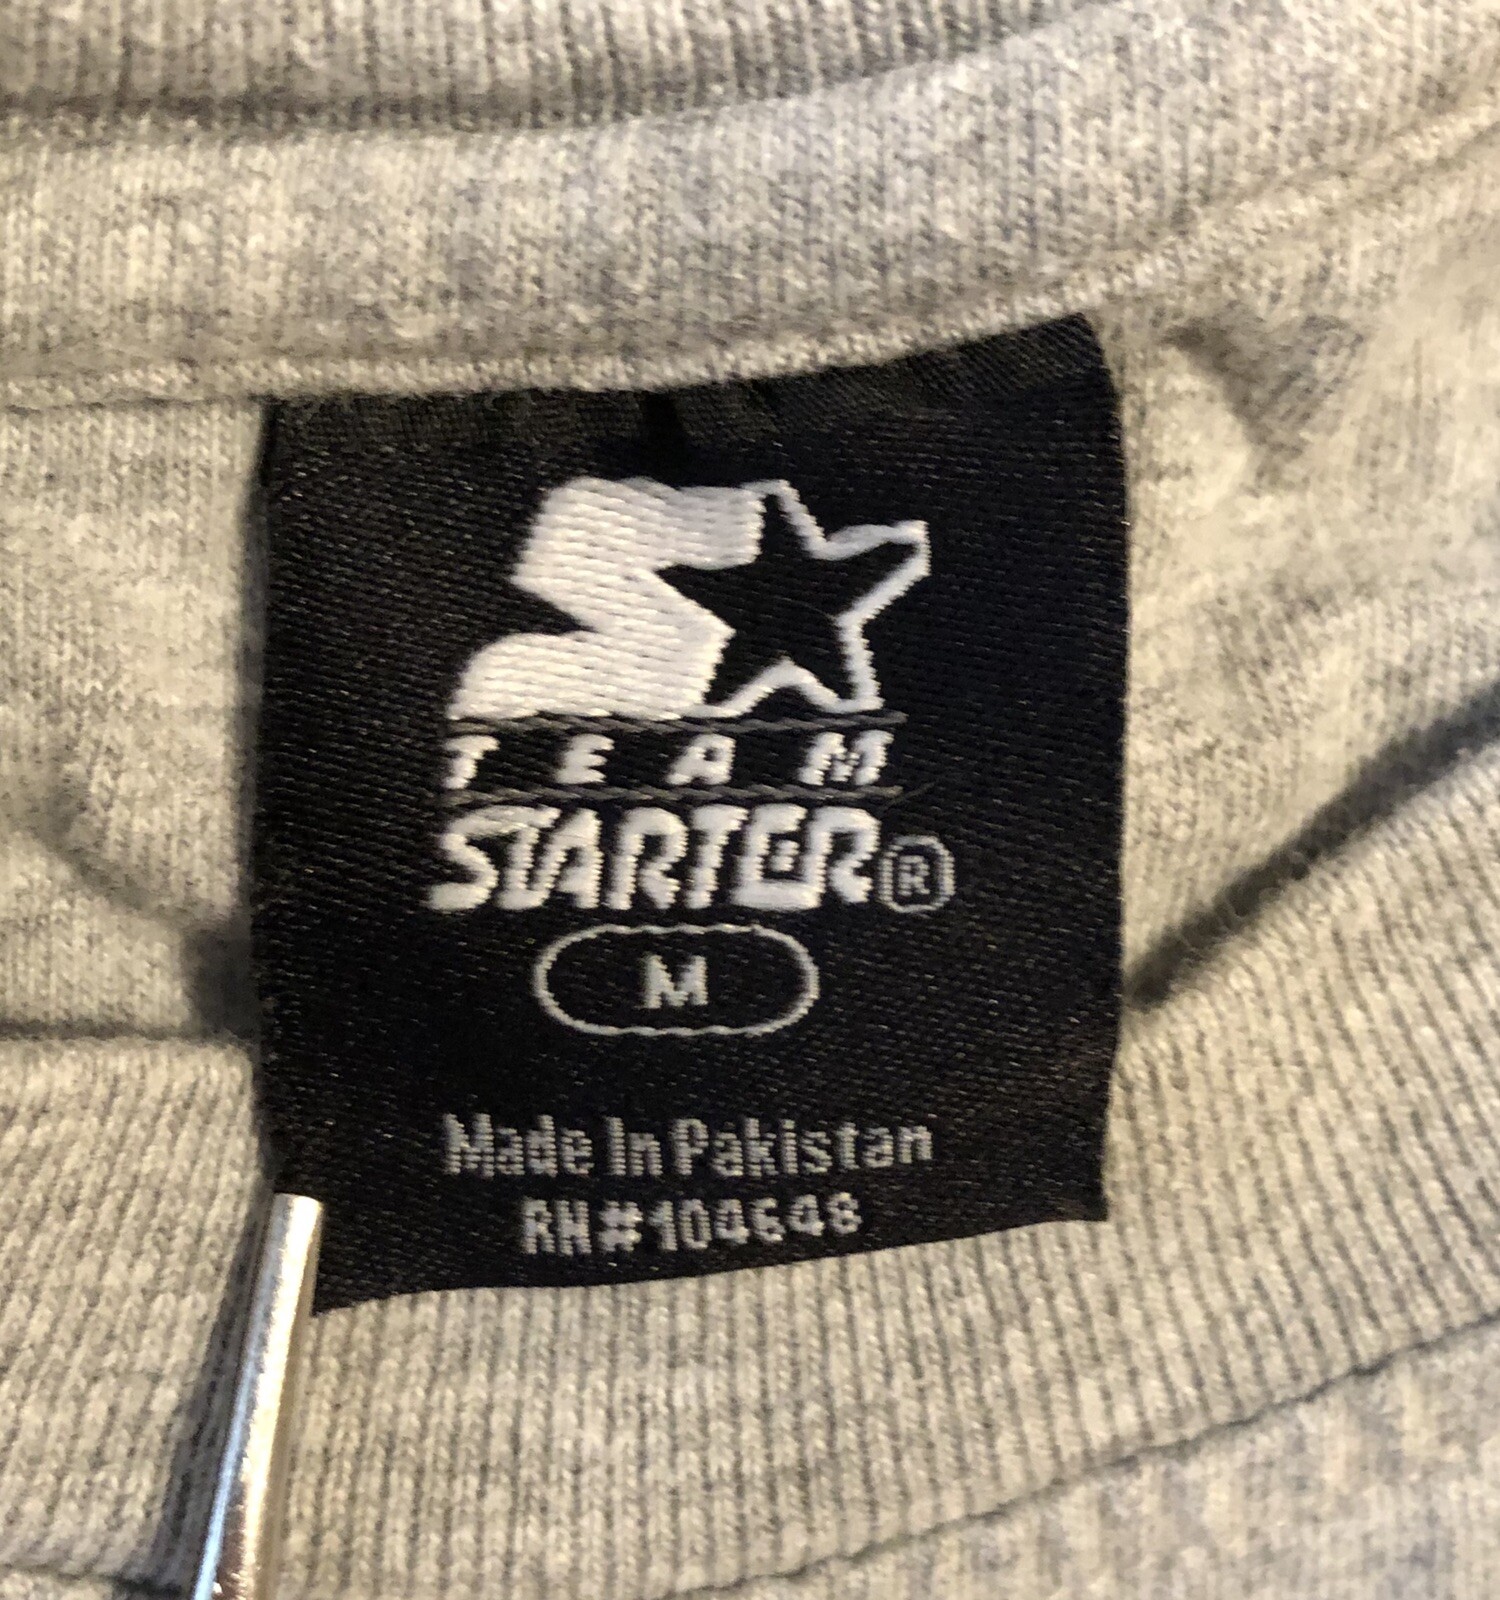 TEAM
STARTER®
M
Made In Pakistan
RN#104648